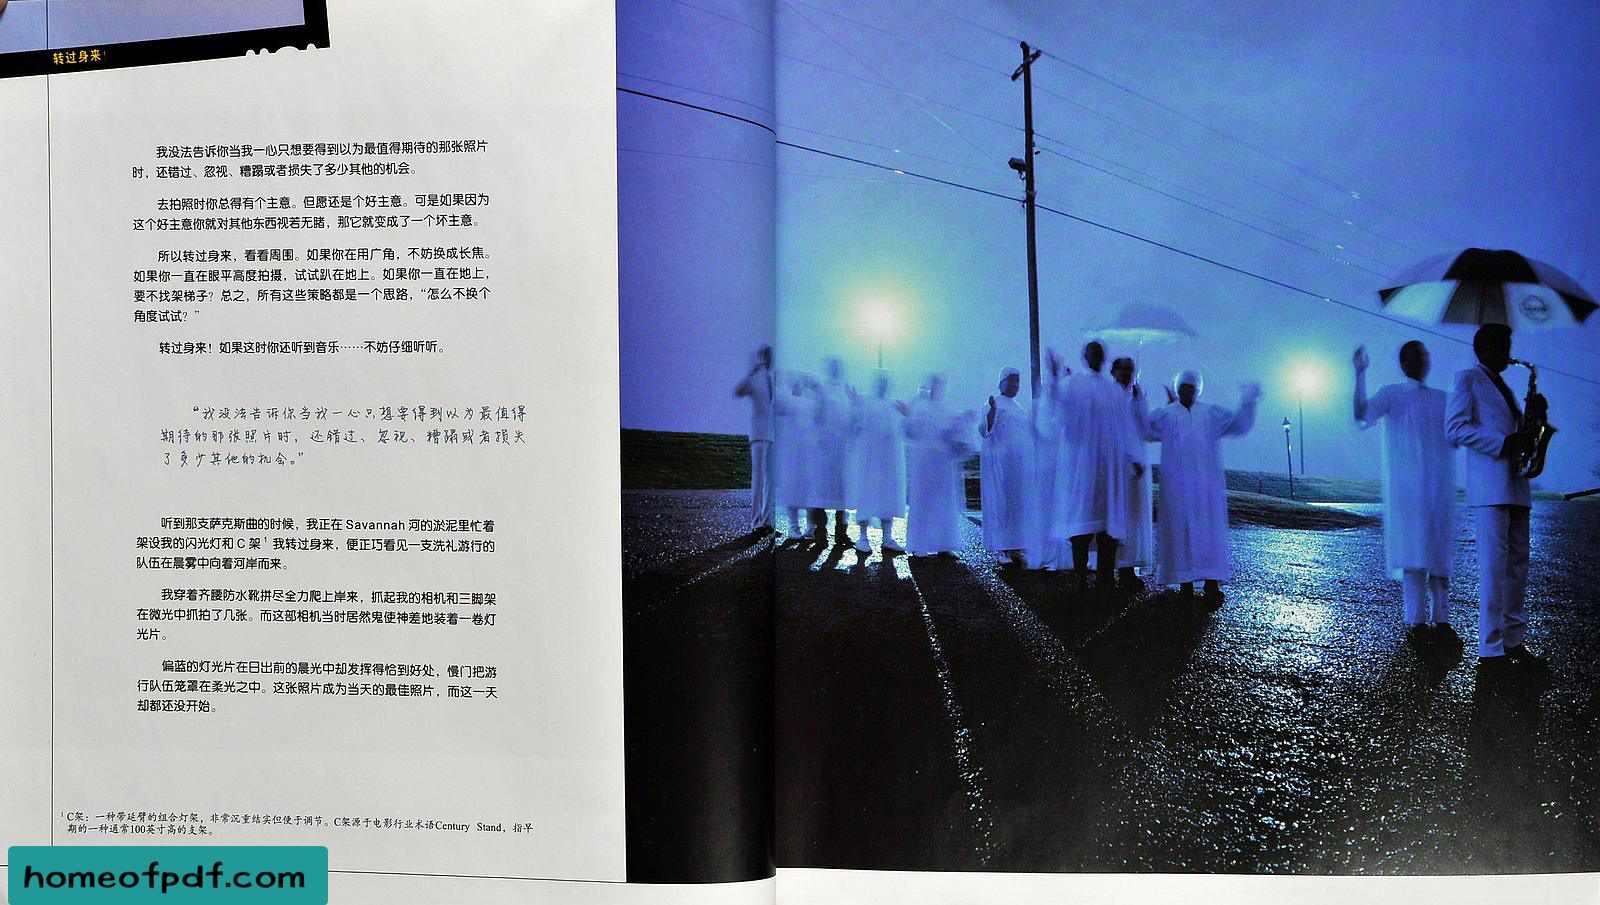 转过身来!
我没法告诉你当我一心只想要得到以为最值得期待的那张照片
时，还错过、忽视、糟蹋或者损失了多少其他的机会。
去拍照时你总得有个主意。但愿还是个好主意。可是如果因为
这个好主意你就对其他东西视若无睹，那它就变成了一个坏主意。
所以转过身来，看看周围。如果你在用广角，不妨换成长焦。
如果你一直在眼平高度拍摄，试试趴在地上。如果你一直在地上，
要不找架梯子？总之，所有这些策略都是一个思路，“怎么不换个
角度试试？”
转过身来！如果这时你还听到音乐……不妨仔细听听。
“我没法告诉你当我一心只想要得到以为最值得
期待的那张照片时，还错过、忽视、糟蹋或者损失
了多少其他的机会。”
听到那支萨克斯曲的时候，我正在 Savannah 河的淤泥里忙着
架设我的闪光灯和 C 架¹ 我转过身来，便正巧看见一支洗礼游行的
队伍在晨雾中向着河岸而来。
我穿着齐腰防水靴拼尽全力爬上岸来，抓起我的相机和三脚架
在微光中抓拍了几张。而这部相机当时居然鬼使神差地装着一卷灯
光片。
偏蓝的灯光片在日出前的晨光中却发挥得恰到好处，慢门把游
行队伍笼罩在柔光之中。这张照片成为当天的最佳照片，而这一天
却都还没开始。
¹ C架：一种带延臂的组合灯架，非常沉重结实但便于调节。C架源于电影行业术语Century Stand，指早
期的一种通常100英寸高的支架。
homeofpdf.com